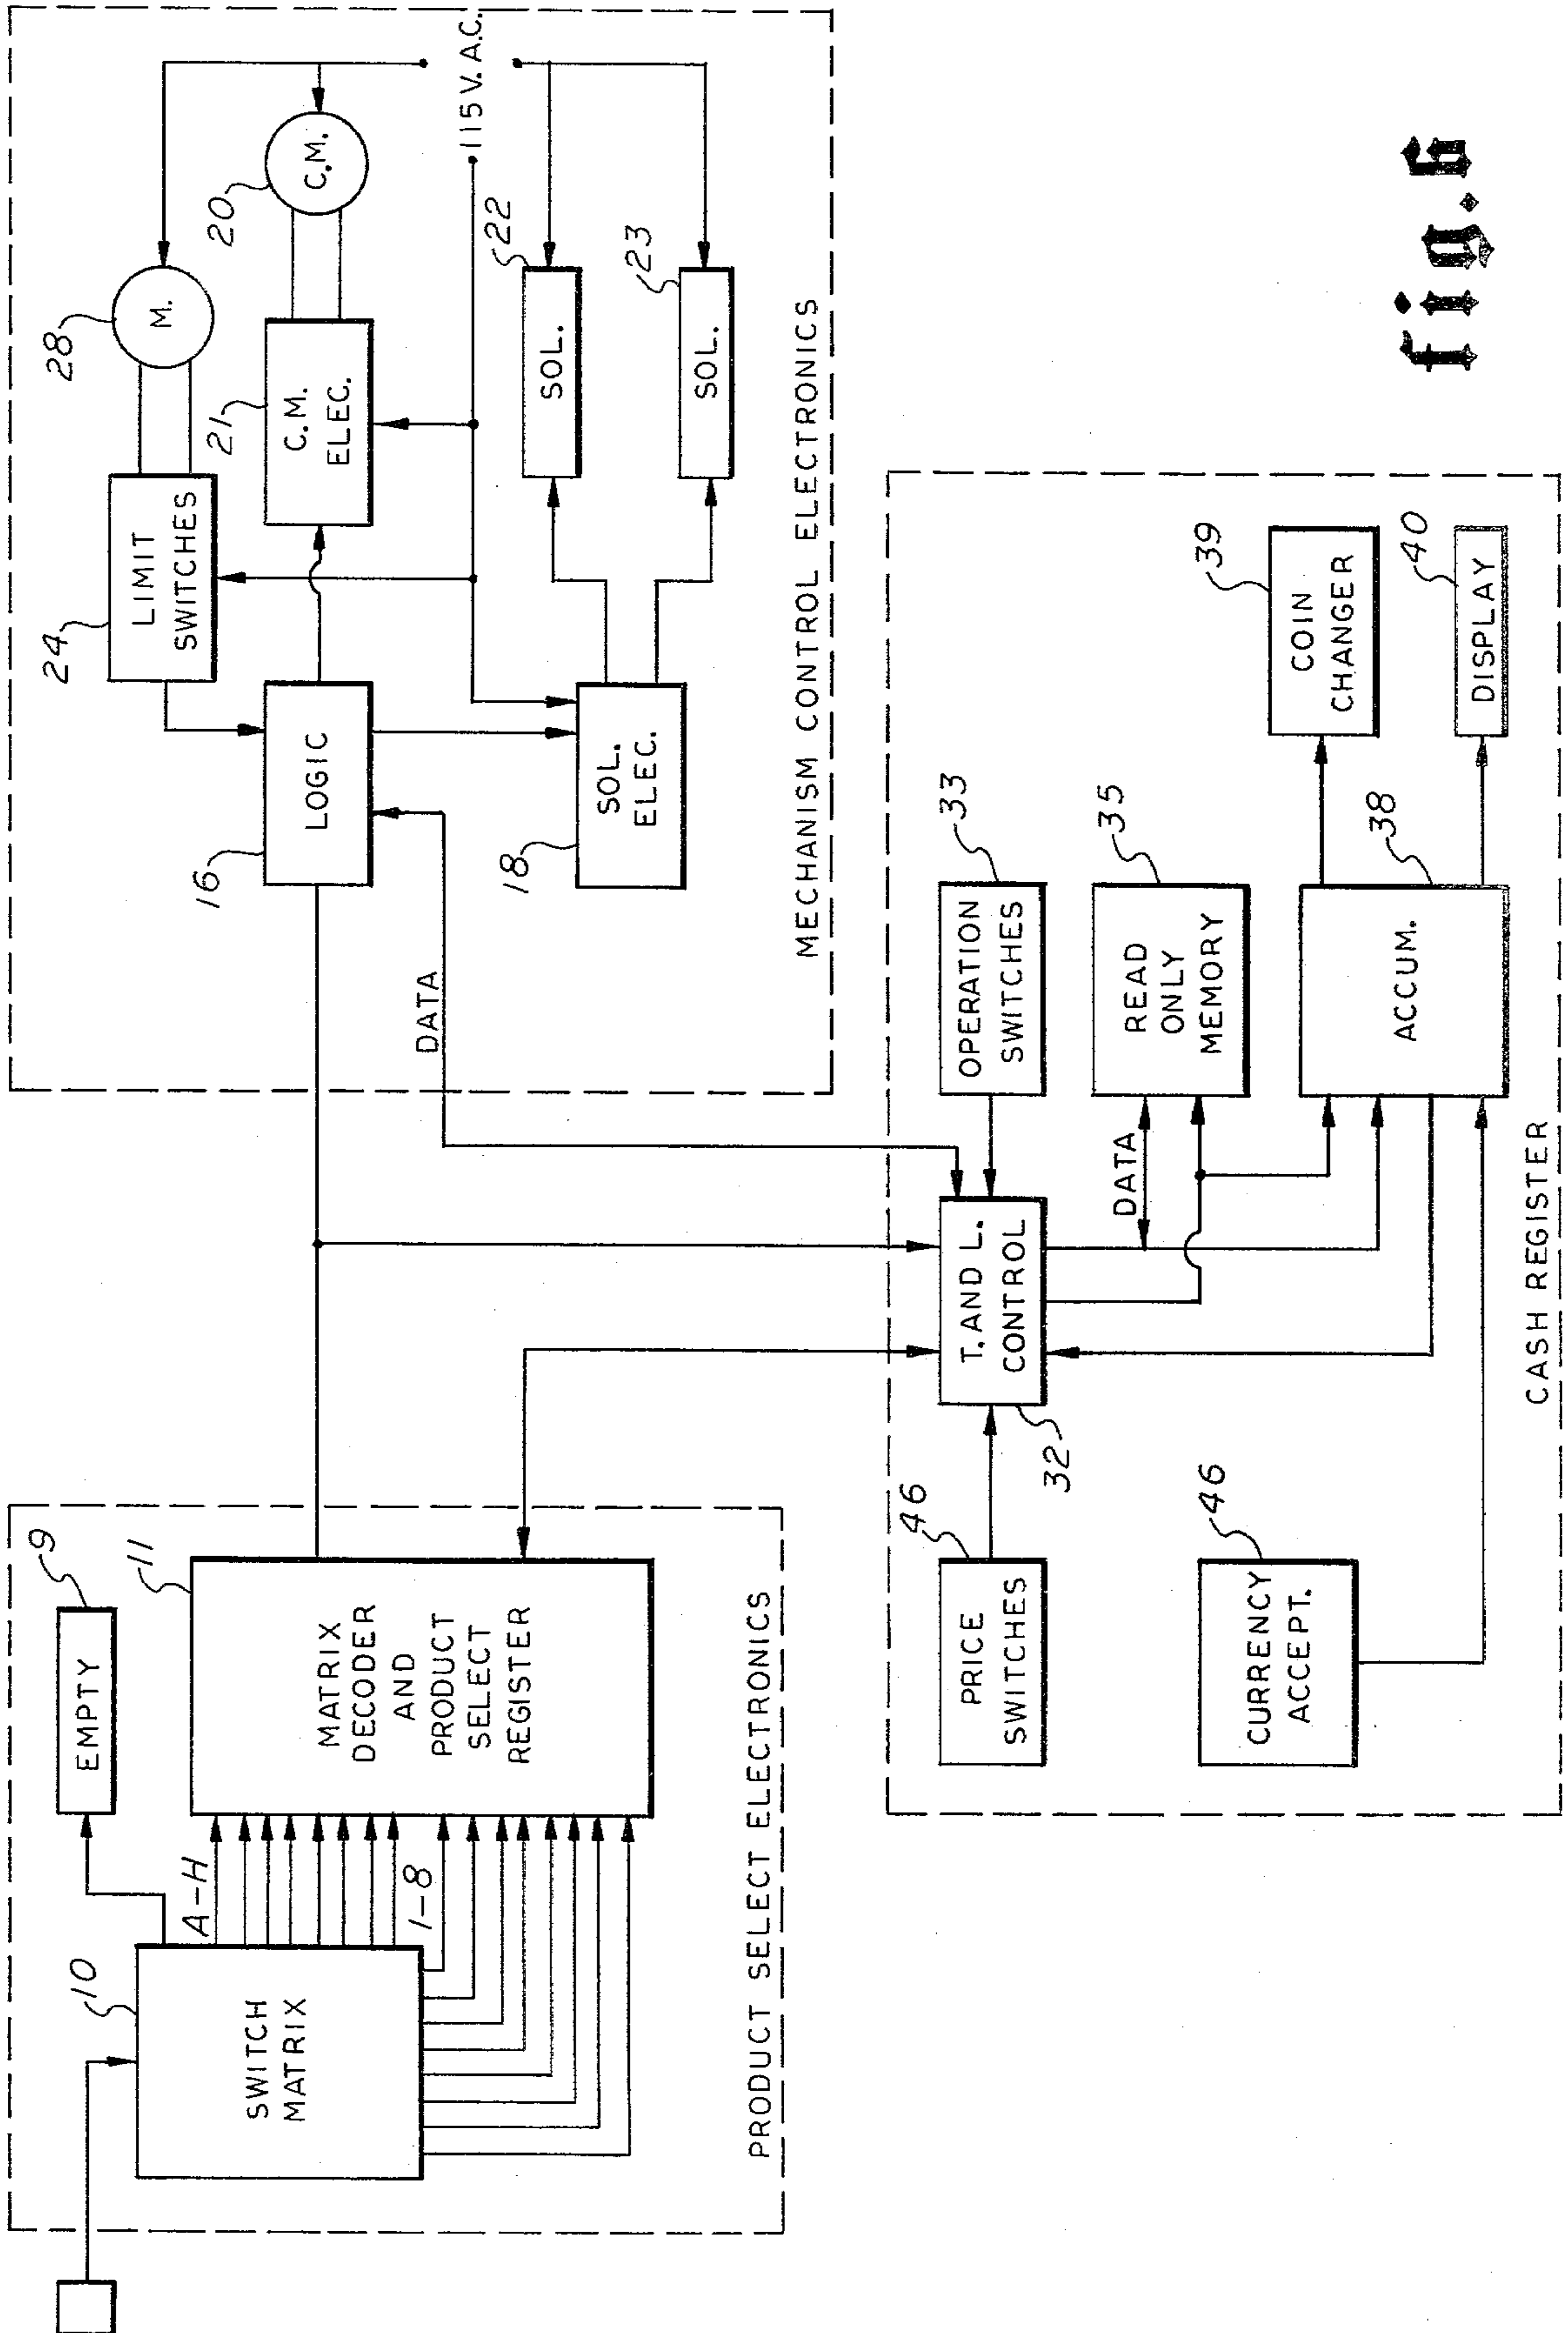 10
SWITCH
MATRIX
A-H
1-8
EMPTY
9
11
MATRIX
DECODER
AND
PRODUCT
SELECT
REGISTER
PRODUCT SELECT ELECTRONICS
DATA
16
LOGIC
24
LIMIT
SWITCHES
28
M.
21
C.M.
ELEC.
20
C.M.
115 V. A.C.
18
SOL.
ELEC.
22
SOL.
23
SOL.
MECHANISM CONTROL ELECTRONICS
46
PRICE
SWITCHES
46
CURRENCY
ACCEPT.
32
T. AND L.
CONTROL
33
OPERATION
SWITCHES
DATA
35
READ
ONLY
MEMORY
38
ACCUM.
39
COIN
CHANGER
40
DISPLAY
CASH REGISTER
fig.6